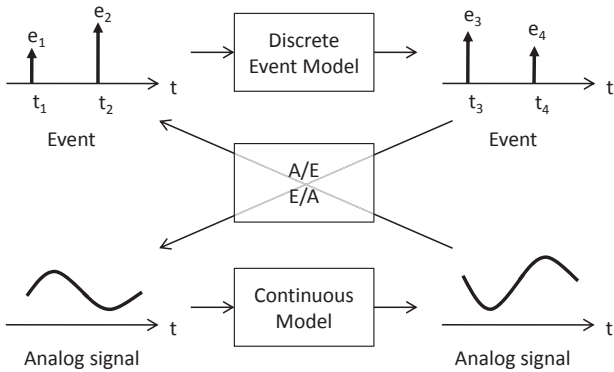 e1
e2
t1
t2
t
Event
Discrete
Event Model
e3
e4
t3
t4
t
Event
A/E
E/A
t
Analog signal
Continuous
Model
t
Analog signal